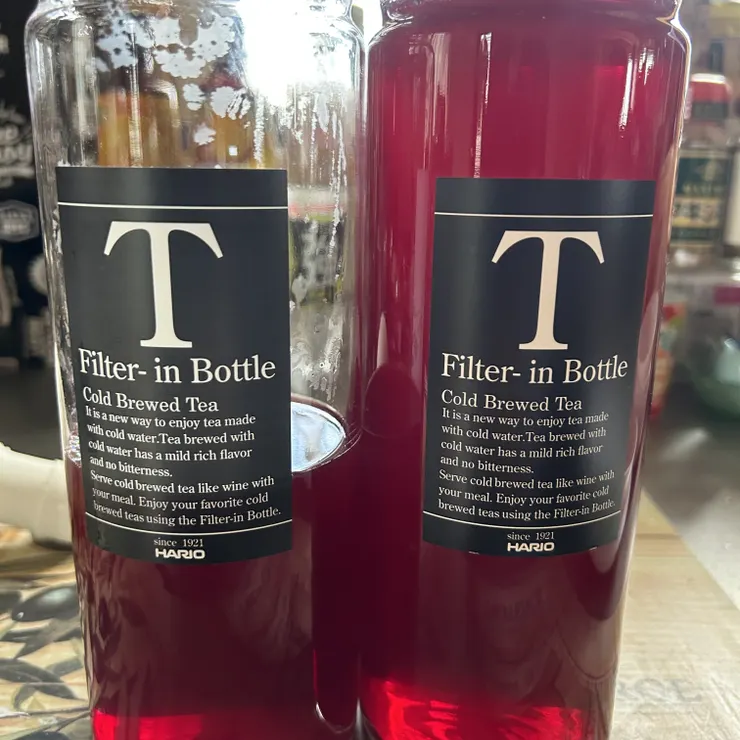 T
Filter- in Bottle
Cold Brewed Tea
It is a new way to enjoy tea made
with cold water.Tea brewed with
cold water has a mild rich flavor
and no bitterness.
Serve cold brewed tea like wine with
your meal. Enjoy your favorite cold
brewed teas using the Filter-in Bottle.
since 1921
HARIO
T
Filter- in Bottle
Cold Brewed Tea
It is a new way to enjoy tea made
with cold water.Tea brewed with
cold water has a mild rich flavor
and no bitterness.
Serve cold brewed tea like wine with
your meal. Enjoy your favorite cold
brewed teas using the Filter-in Bottle.
since 1921
HARIO